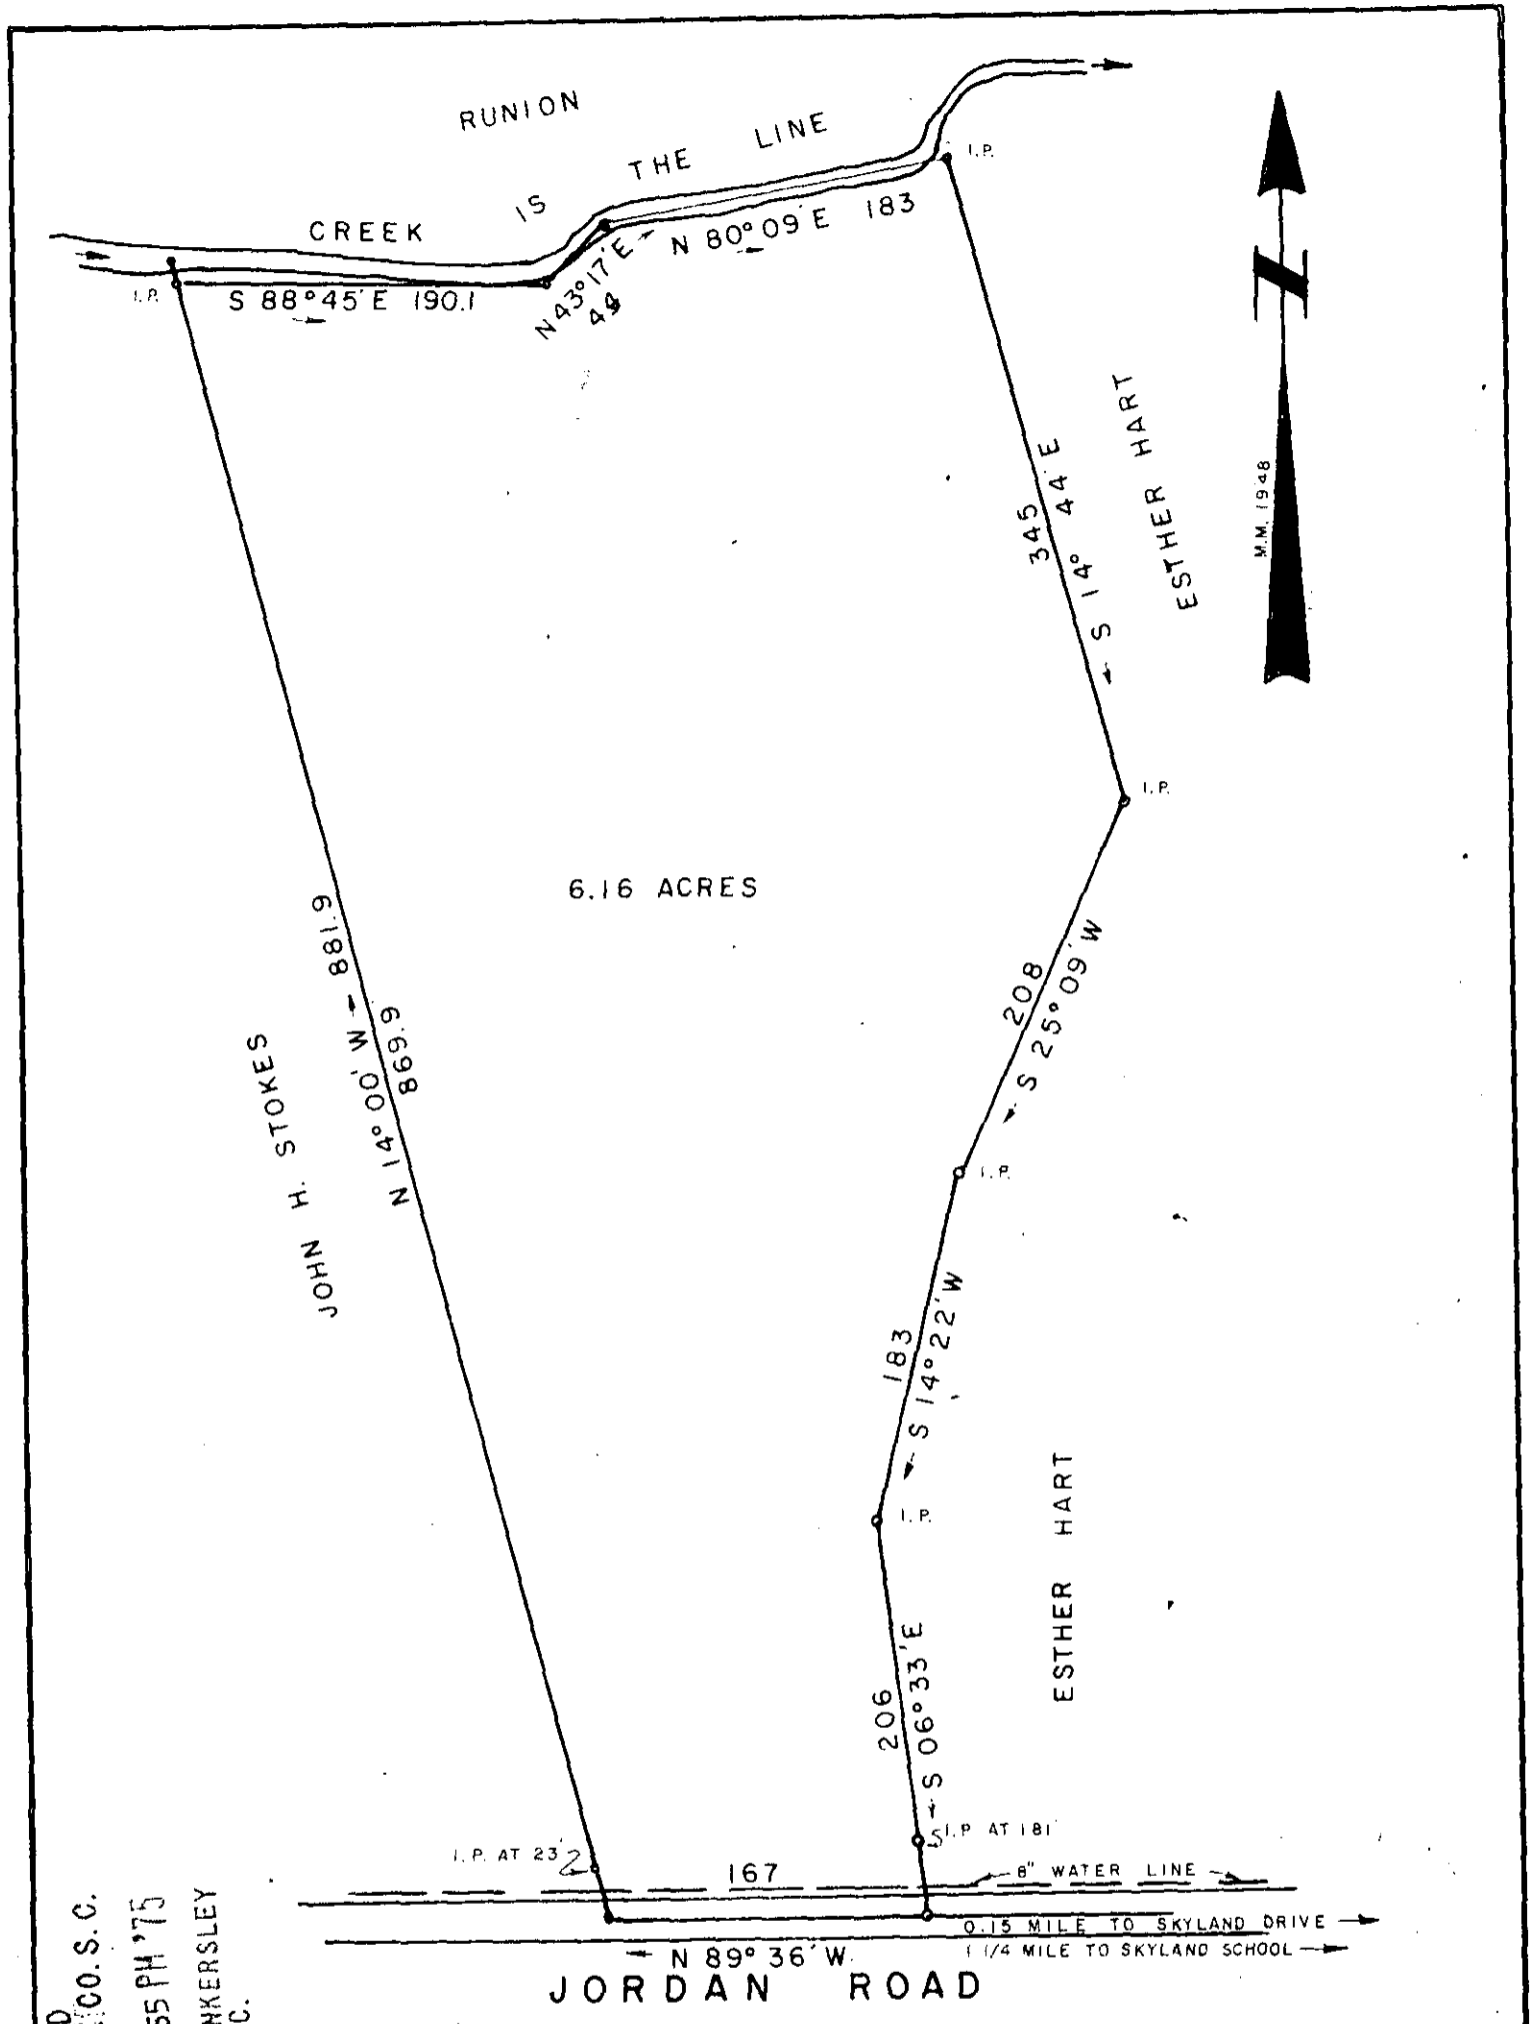 RUNION
CREEK IS THE LINE
I.P.
I.P.
S 88°45' E 190.1
N 43°17' E
N 80°09' E 183
345
S 14° 44' E
ESTHER HART
M.M. 1948
I.P.
6.16 ACRES
208
S 25°09' W
I.P.
JOHN H. STOKES
N 14°00' W 881.9
869.9
183
S 14°22' W
I.P.
ESTHER HART
206
S 06°33' E
I.P. AT 181
I.P. AT 23'
167
8" WATER LINE
0.15 MILE TO SKYLAND DRIVE
N 89°36' W.
1 1/4 MILE TO SKYLAND SCHOOL
JORDAN ROAD
CO. S. C.
55 PM '75
NKERSLEY
C.